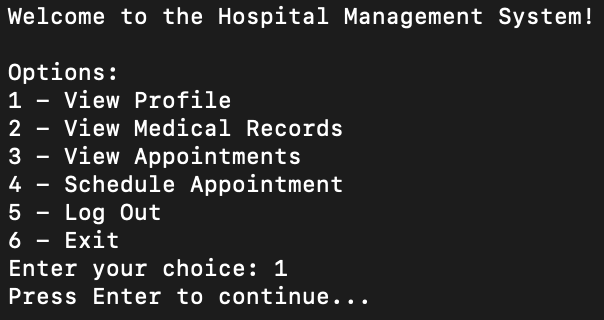 Welcome to the Hospital Management System!
Options:
1 – View Profile
2 – View Medical Records
3 – View Appointments
4 – Schedule Appointment
5 – Log Out
6 – Exit
Enter your choice: 1
Press Enter to continue...